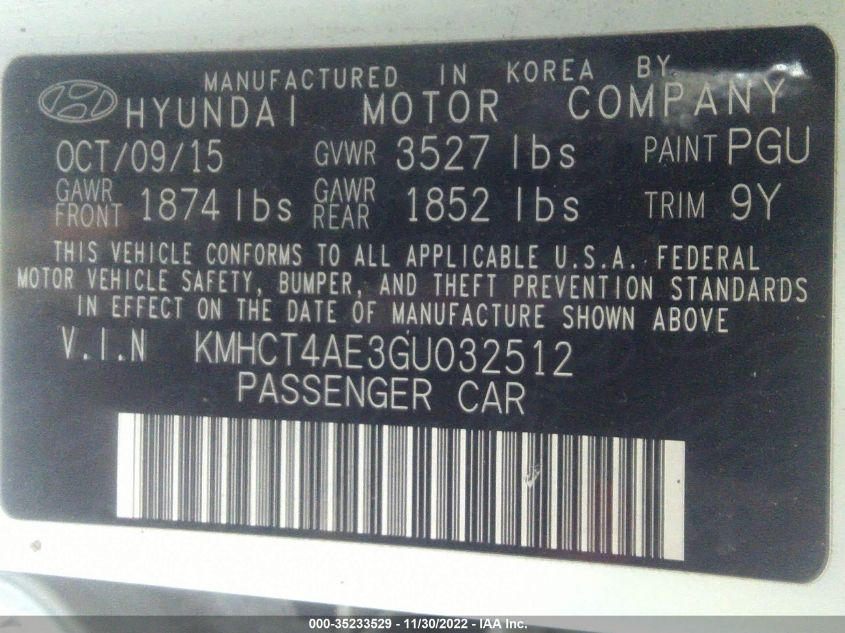 MANUFACTURED IN KOREA BY
HYUNDAI MOTOR COMPANY
OCT/09/15 GVWR 3527 lbs PAINT PGU
GAWR FRONT 1874 lbs GAWR REAR 1852 lbs TRIM 9Y
THIS VEHICLE CONFORMS TO ALL APPLICABLE U.S.A. FEDERAL
MOTOR VEHICLE SAFETY, BUMPER, AND THEFT PREVENTION STANDARDS
IN EFFECT ON THE DATE OF MANUFACTURE SHOWN ABOVE
V.I.N KMHCT4AE3GU032512
PASSENGER CAR
000-35233529 - 11/30/2022 - IAA Inc.